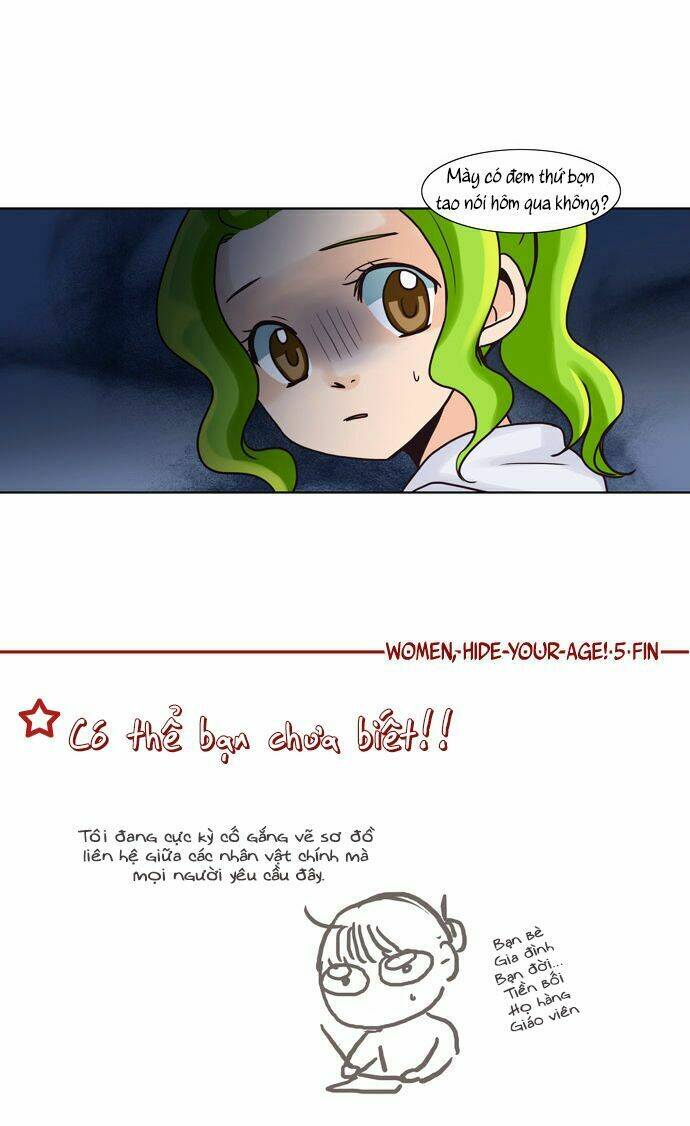 Mày có đem thứ bọn
tao nói hôm qua không?
WOMEN, HIDE YOUR AGE! 5 FIN
Có thể bạn chưa biết!!
Tôi đang cực kỳ cố gắng vẽ sơ đồ
liên hệ giữa các nhân vật chính mà
mọi người yêu cầu đây.
Bạn bè
Gia đình
Bạn đời...
Tiền bối
Họ hàng
Giáo viên